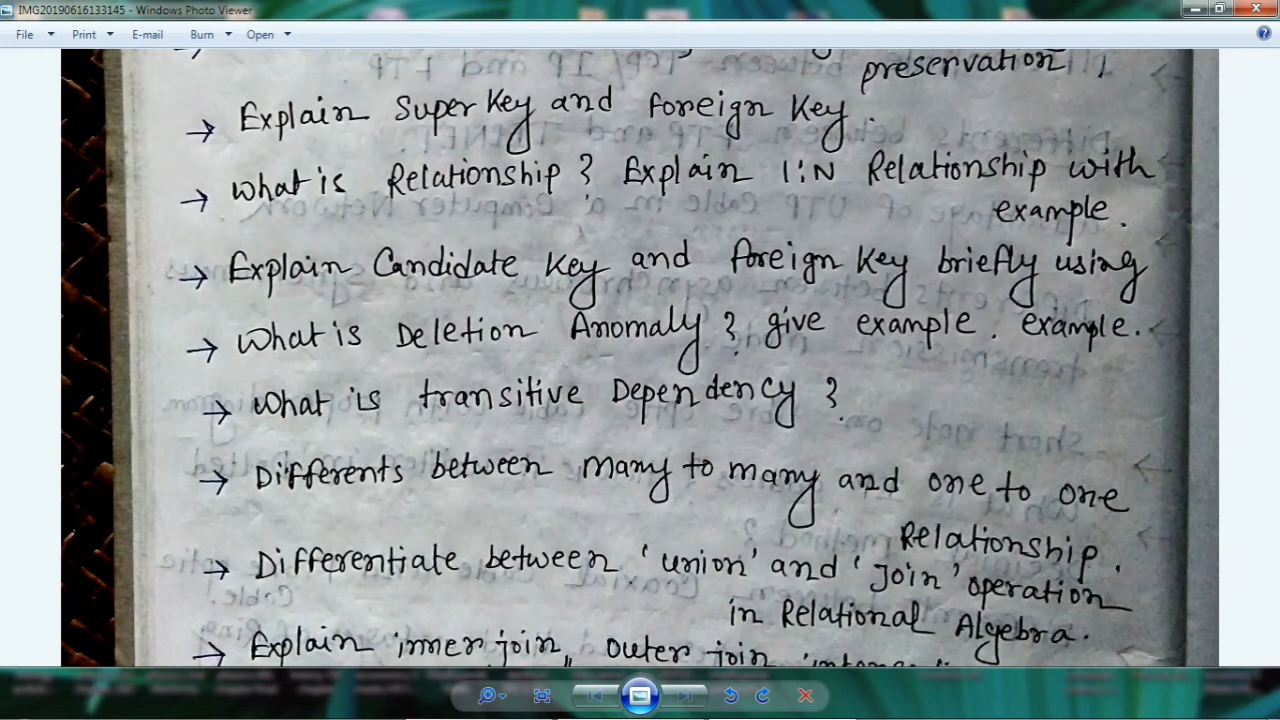 IMG20190616133145 - Windows Photo Viewer
File Print E-mail Burn Open
preservation
→ Explain Super Key and Foreign Key.
→ What is Relationship? Explain 1:N Relationship with
example.
→ Explain Candidate Key and Foreign Key briefly using
example.
→ What is Deletion Anomaly? give example.
→ What is transitive Dependency?
→ Differents between many to many and one to one
Relationship.
→ Differentiate between 'union' and 'Join' operation
in Relational Algebra.
→ Explain inner join, outer join